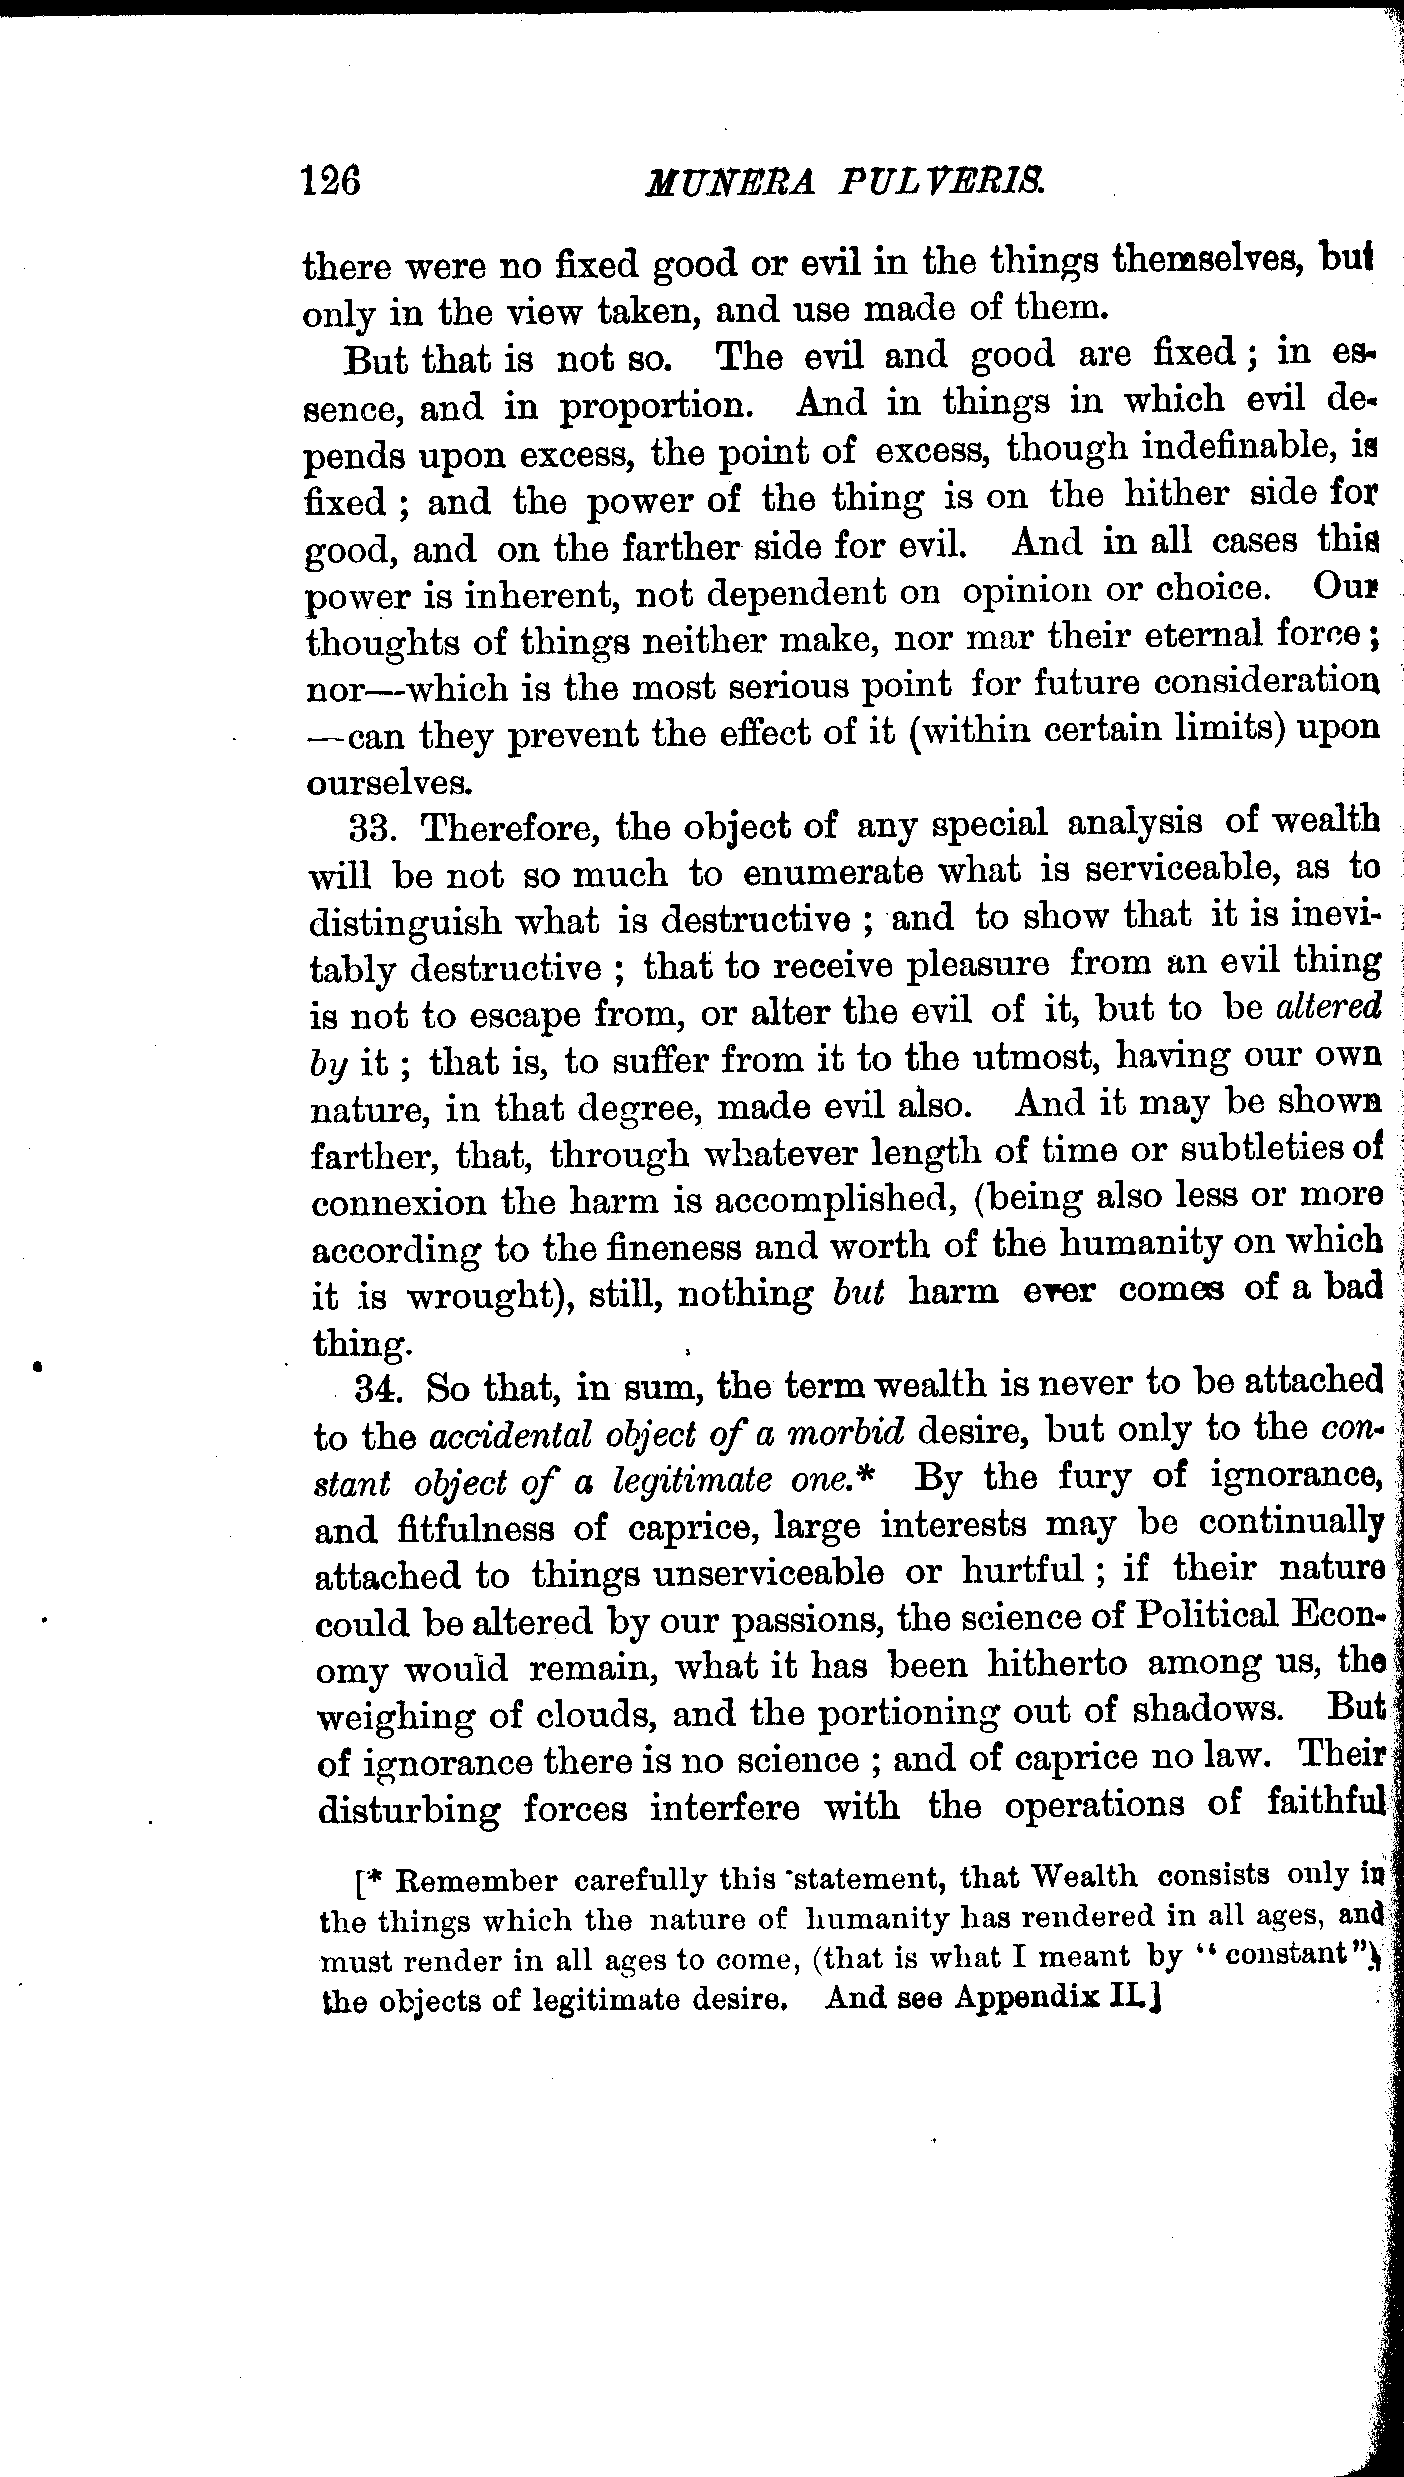 126 MUNERA PULVERIS.
there were no fixed good or evil in the things themselves, but
only in the view taken, and use made of them.
But that is not so. The evil and good are fixed; in es-
sence, and in proportion. And in things in which evil de-
pends upon excess, the point of excess, though indefinable, is
fixed; and the power of the thing is on the hither side for
good, and on the farther side for evil. And in all cases this
power is inherent, not dependent on opinion or choice. Our
thoughts of things neither make, nor mar their eternal force;
nor—which is the most serious point for future consideration
—can they prevent the effect of it (within certain limits) upon
ourselves.
33. Therefore, the object of any special analysis of wealth
will be not so much to enumerate what is serviceable, as to
distinguish what is destructive; and to show that it is inevi-
tably destructive; that to receive pleasure from an evil thing
is not to escape from, or alter the evil of it, but to be altered
by it; that is, to suffer from it to the utmost, having our own
nature, in that degree, made evil also. And it may be shown
farther, that, through whatever length of time or subtleties of
connexion the harm is accomplished, (being also less or more
according to the fineness and worth of the humanity on which
it is wrought), still, nothing but harm ever comes of a bad
thing.
34. So that, in sum, the term wealth is never to be attached
to the accidental object of a morbid desire, but only to the con-
stant object of a legitimate one.* By the fury of ignorance,
and fitfulness of caprice, large interests may be continually
attached to things unserviceable or hurtful; if their nature
could be altered by our passions, the science of Political Econ-
omy would remain, what it has been hitherto among us, the
weighing of clouds, and the portioning out of shadows. But
of ignorance there is no science; and of caprice no law. Their
disturbing forces interfere with the operations of faithful
[* Remember carefully this statement, that Wealth consists only in
the things which the nature of humanity has rendered in all ages, and
must render in all ages to come, (that is what I meant by "constant"),
the objects of legitimate desire. And see Appendix II.]